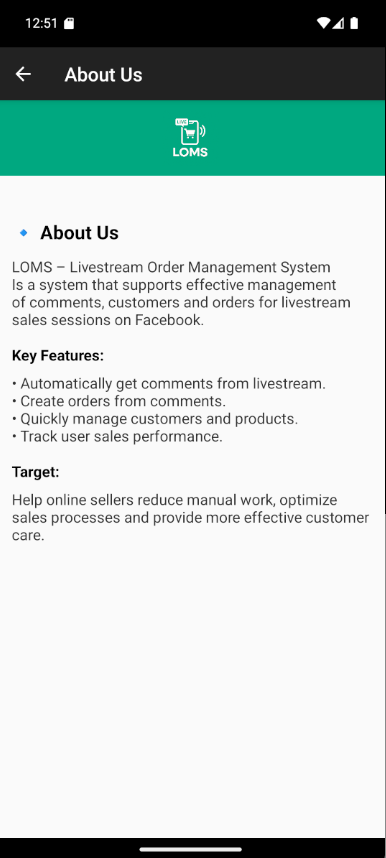 12:51
About Us
LIVE
LOMS
About Us
LOMS – Livestream Order Management System
Is a system that supports effective management
of comments, customers and orders for livestream
sales sessions on Facebook.
Key Features:
• Automatically get comments from livestream.
• Create orders from comments.
• Quickly manage customers and products.
• Track user sales performance.
Target:
Help online sellers reduce manual work, optimize
sales processes and provide more effective customer
care.